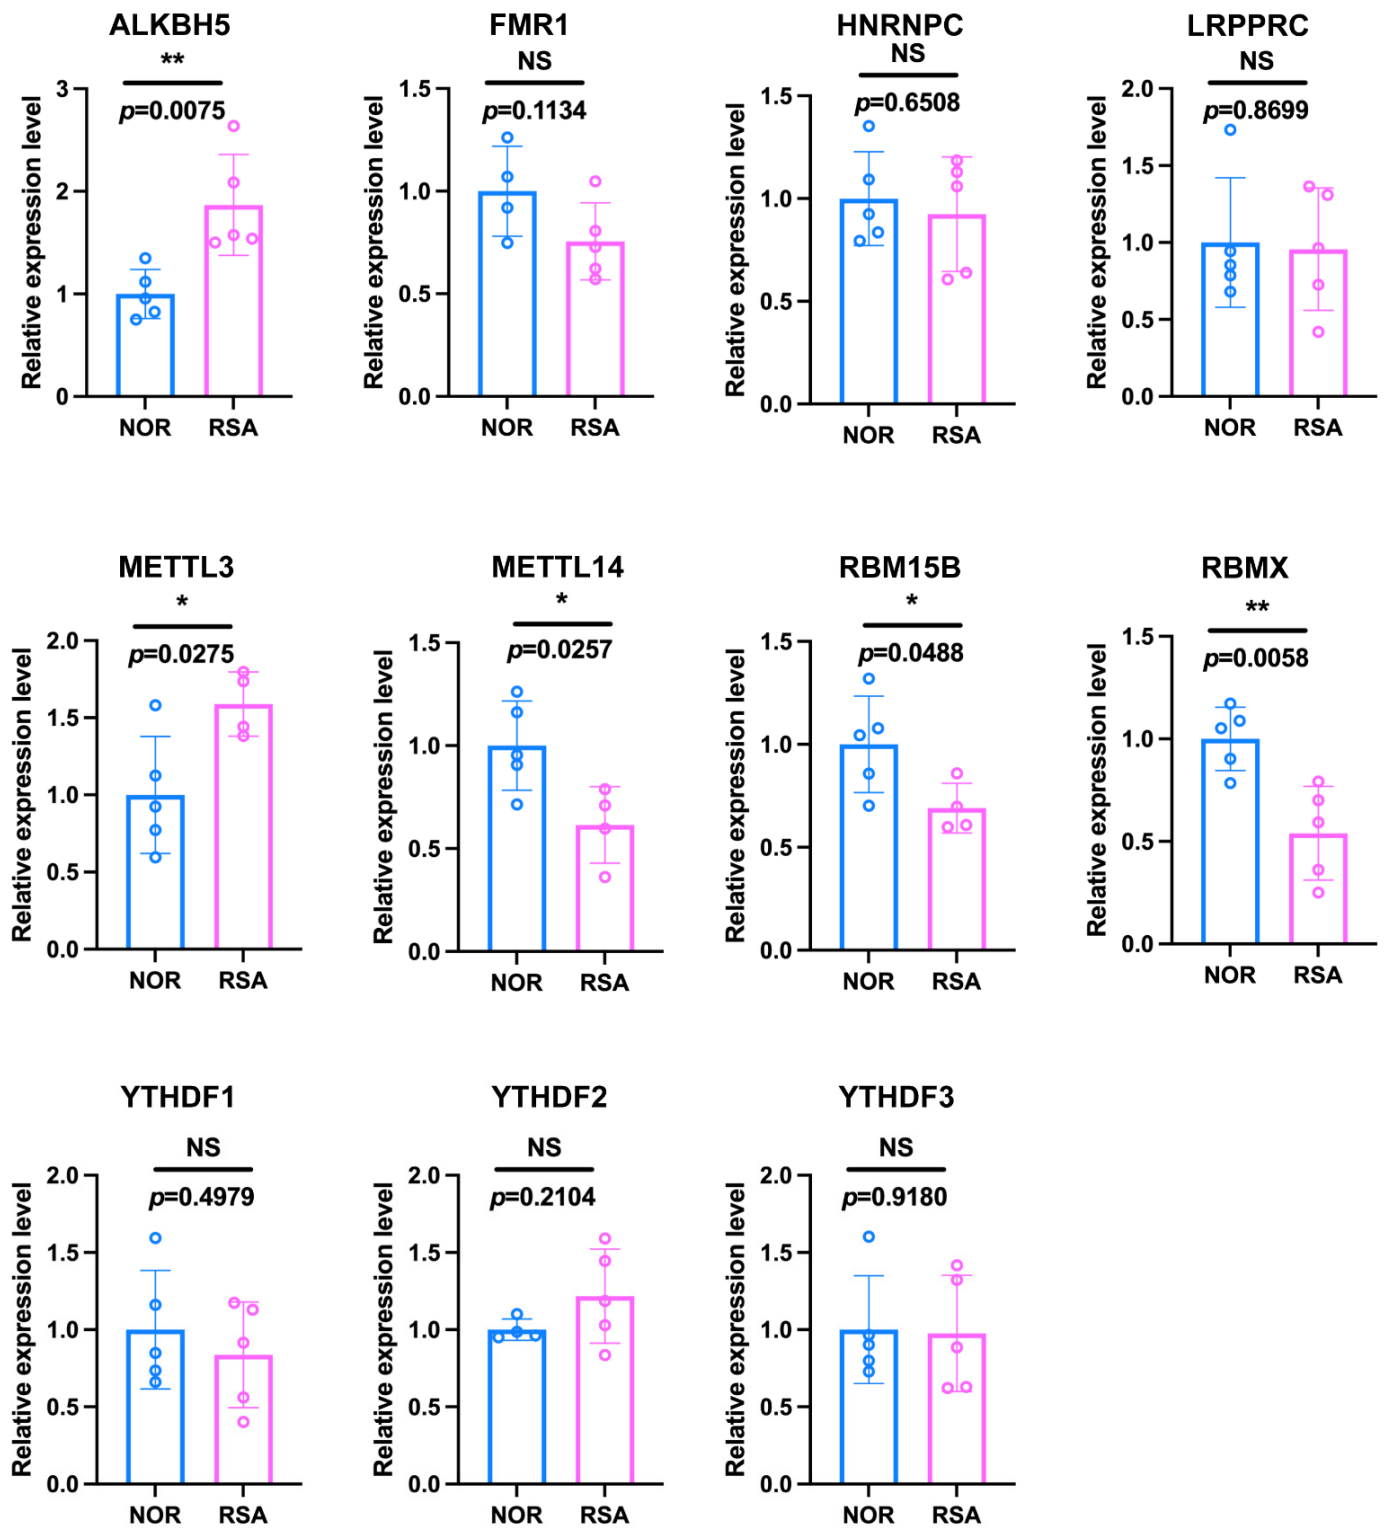 ALKBH5
**
p=0.0075
Relative expression level
3
2
1
0
NOR RSA
FMR1
NS
p=0.1134
Relative expression level
1.5
1.0
0.5
0.0
NOR RSA
HNRNPC
NS
p=0.6508
Relative expression level
1.5
1.0
0.5
0.0
NOR RSA
LRPPRC
NS
p=0.8699
Relative expression level
2.0
1.5
1.0
0.5
0.0
NOR RSA
METTL3
*
p=0.0275
Relative expression level
2.0
1.5
1.0
0.5
0.0
NOR RSA
METTL14
*
p=0.0257
Relative expression level
1.5
1.0
0.5
0.0
NOR RSA
RBM15B
*
p=0.0488
Relative expression level
1.5
1.0
0.5
0.0
NOR RSA
RBMX
**
p=0.0058
Relative expression level
1.5
1.0
0.5
0.0
NOR RSA
YTHDF1
NS
p=0.4979
Relative expression level
2.0
1.5
1.0
0.5
0.0
NOR RSA
YTHDF2
NS
p=0.2104
Relative expression level
2.0
1.5
1.0
0.5
0.0
NOR RSA
YTHDF3
NS
p=0.9180
Relative expression level
2.0
1.5
1.0
0.5
0.0
NOR RSA